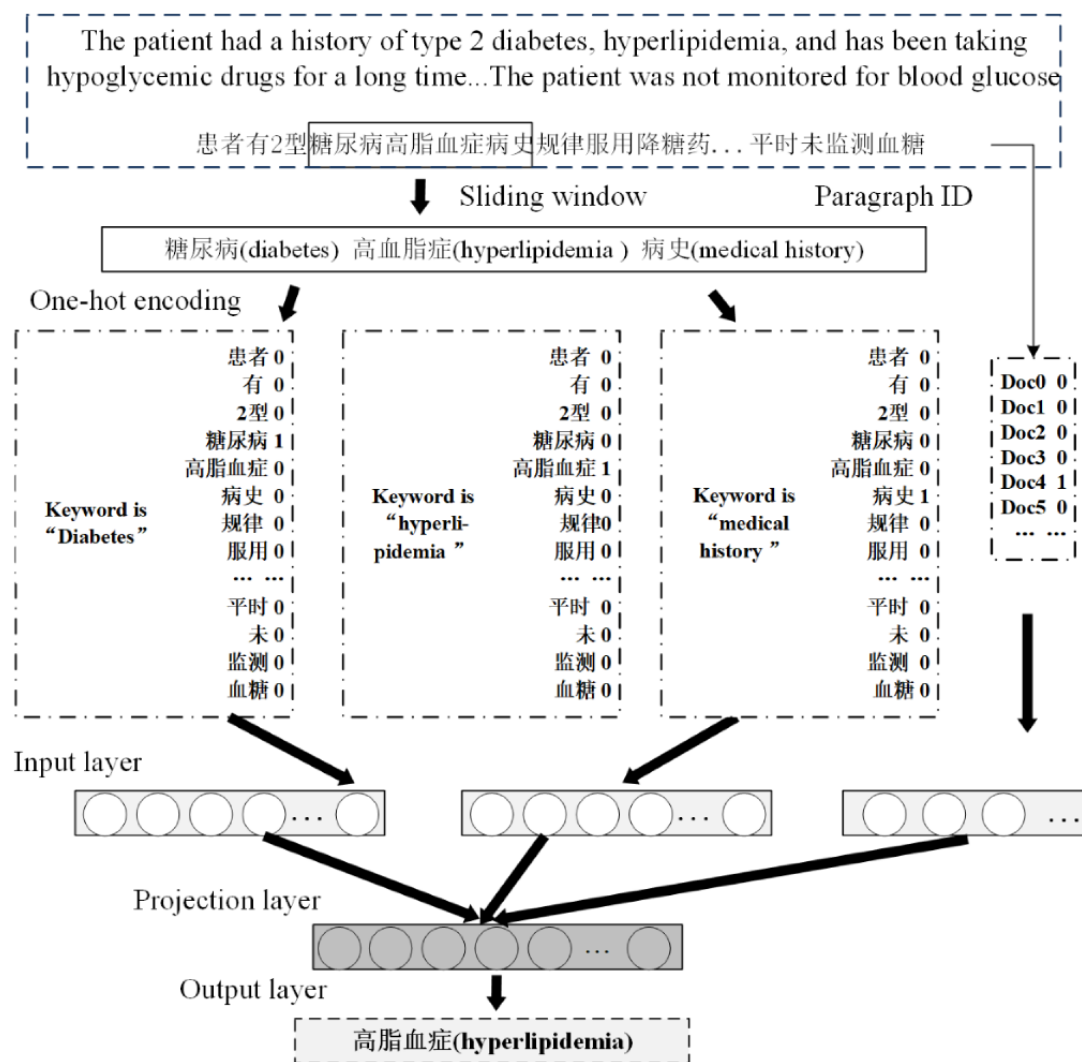 The patient had a history of type 2 diabetes, hyperlipidemia, and has been taking
hypoglycemic drugs for a long time...The patient was not monitored for blood glucose
患者有2型糖尿病高脂血症病史规律服用降糖药...平时未监测血糖
Sliding window
Paragraph ID
糖尿病(diabetes) 高血脂症(hyperlipidemia ) 病史(medical history)
One-hot encoding
Keyword is
“Diabetes”
患者 0
有 0
2型 0
糖尿病 1
高脂血症 0
病史 0
规律 0
服用 0
... ...
平时 0
未 0
监测 0
血糖 0
Keyword is
“hyperli-
pidemia ”
患者 0
有 0
2型 0
糖尿病 0
高脂血症 1
病史 0
规律0
服用 0
... ...
平时 0
未 0
监测 0
血糖 0
Keyword is
“medical
history ”
患者 0
有 0
2型 0
糖尿病 0
高脂血症 0
病史 1
规律 0
服用 0
... ...
平时 0
未 0
监测 0
血糖 0
Doc0 0
Doc1 0
Doc2 0
Doc3 0
Doc4 1
Doc5 0
... ...
Input layer
...
...
...
Projection layer
...
Output layer
高脂血症(hyperlipidemia)